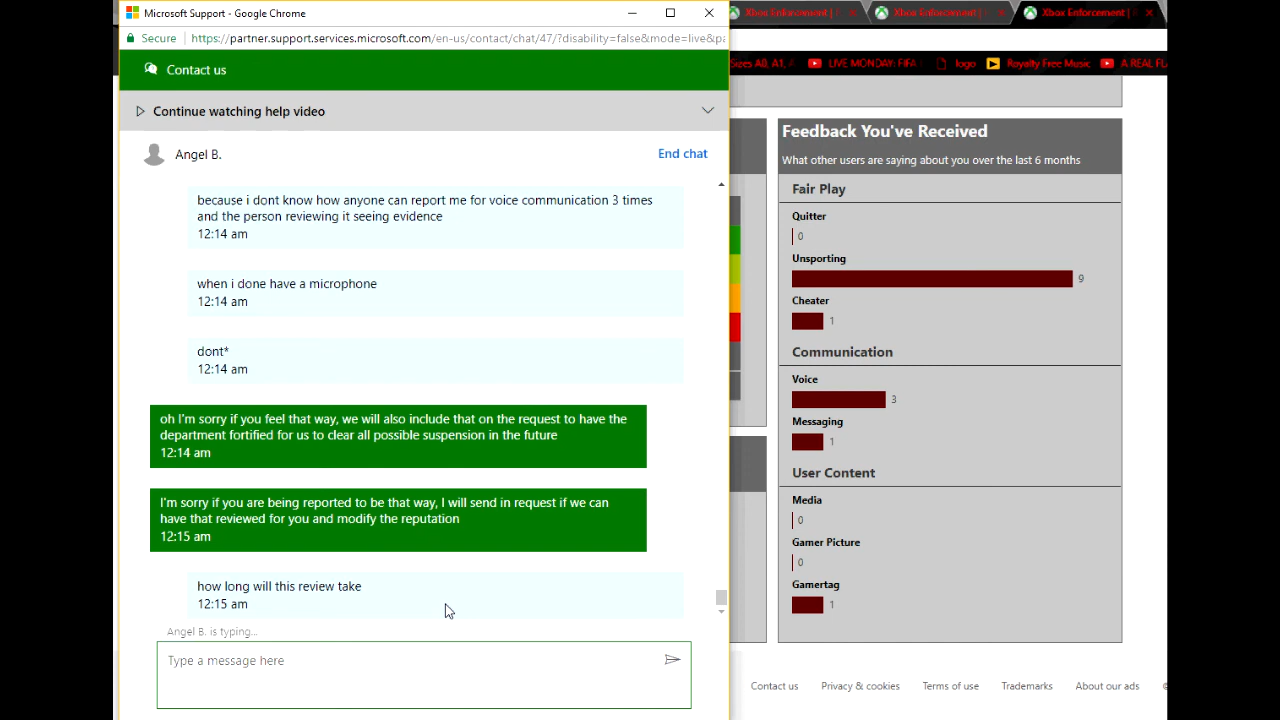 Microsoft Support - Google Chrome
Secure https://partner.support.services.microsoft.com/en-us/contact/chat/47/?disability=false&mode=live&pa
Contact us
Continue watching help video
Angel B.
End chat
because i dont know how anyone can report me for voice communication 3 times
and the person reviewing it seeing evidence
12:14 am
when i done have a microphone
12:14 am
dont*
12:14 am
oh I'm sorry if you feel that way, we will also include that on the request to have the
department fortified for us to clear all possible suspension in the future
12:14 am
I'm sorry if you are being reported to be that way, I will send in request if we can
have that reviewed for you and modify the reputation
12:15 am
how long will this review take
12:15 am
Angel B. is typing...
Type a message here
Xbox Enforcement | Xbox Enforcement | Xbox Enforcement |
Sizes A0, A1, LIVE MONDAY: FIFA logo Royalty Free Music A REAL
Feedback You've Received
What other users are saying about you over the last 6 months
Fair Play
Quitter
0
Unsporting
9
Cheater
1
Communication
Voice
3
Messaging
1
User Content
Media
0
Gamer Picture
0
Gamertag
1
Contact us Privacy & cookies Terms of use Trademarks About our ads ©